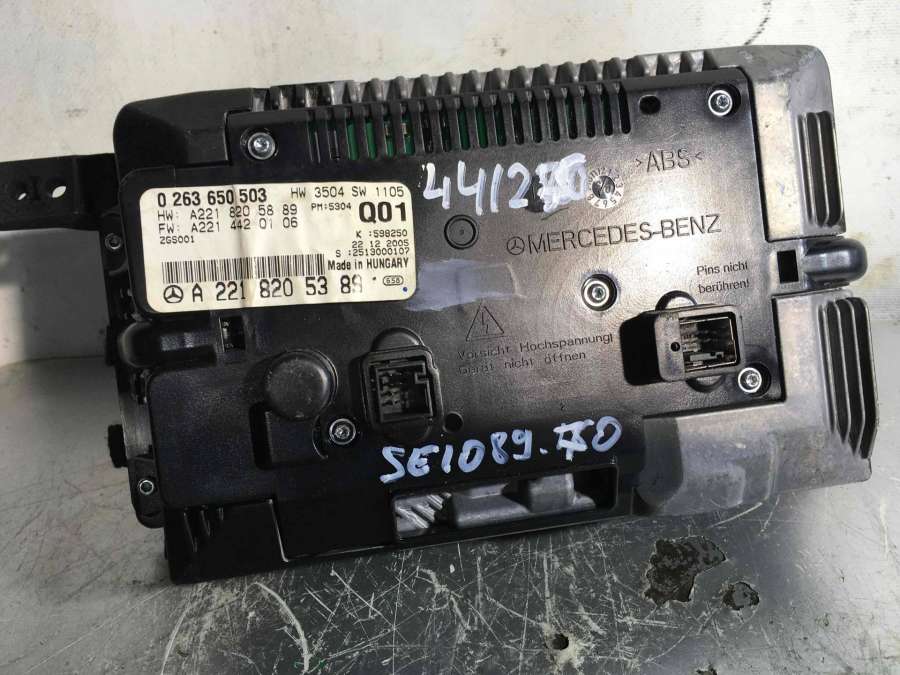 0 263 650 503 HW 3504 SW 1105
HW: A221 820 58 89 PM:5304 Q01
FW: A221 442 01 06 K :598250
ZGS001 22.12.2005
S :2513000107
Made in HUNGARY
A 221 820 53 89 658
>ABS<
MERCEDES-BENZ
Pins nicht
berühren!
Vorsicht Hochspannung!
Gerät nicht öffnen
SE1089.